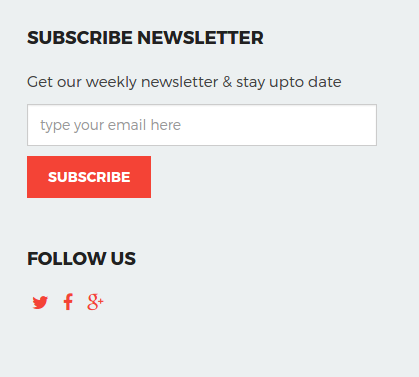 SUBSCRIBE NEWSLETTER
Get our weekly newsletter & stay upto date
type your email here
SUBSCRIBE
FOLLOW US